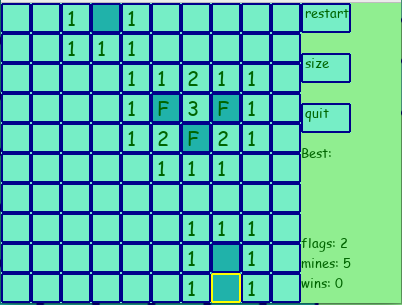 1 1 restart
1 1 1
1 1 2 1 1 size
1 F 3 F 1 quit
1 2 F 2 1
1 1 1 Best:
1 1 1
flags: 2
1 1 mines: 5
1 1 wins: 0